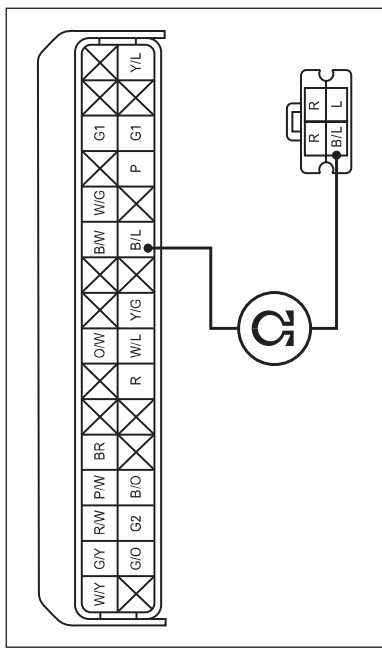 W/Y G/Y R/W P/W BR O/W B/W W/G G1
G/O G2 B/O R W/L Y/G B/L P G1 Y/L
Ω
R R
B/L L